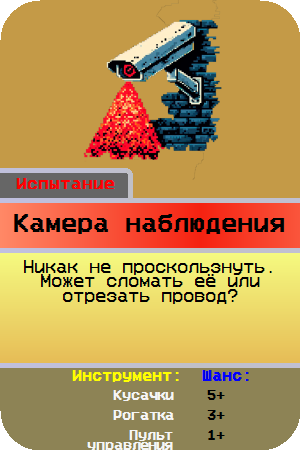 Испытание
Камера наблюдения
Никак не проскользнуть.
Может сломать её или
отрезать провод?
Инструмент: Шанс:
Кусачки 5+
Рогатка 3+
Пульт 1+
управления